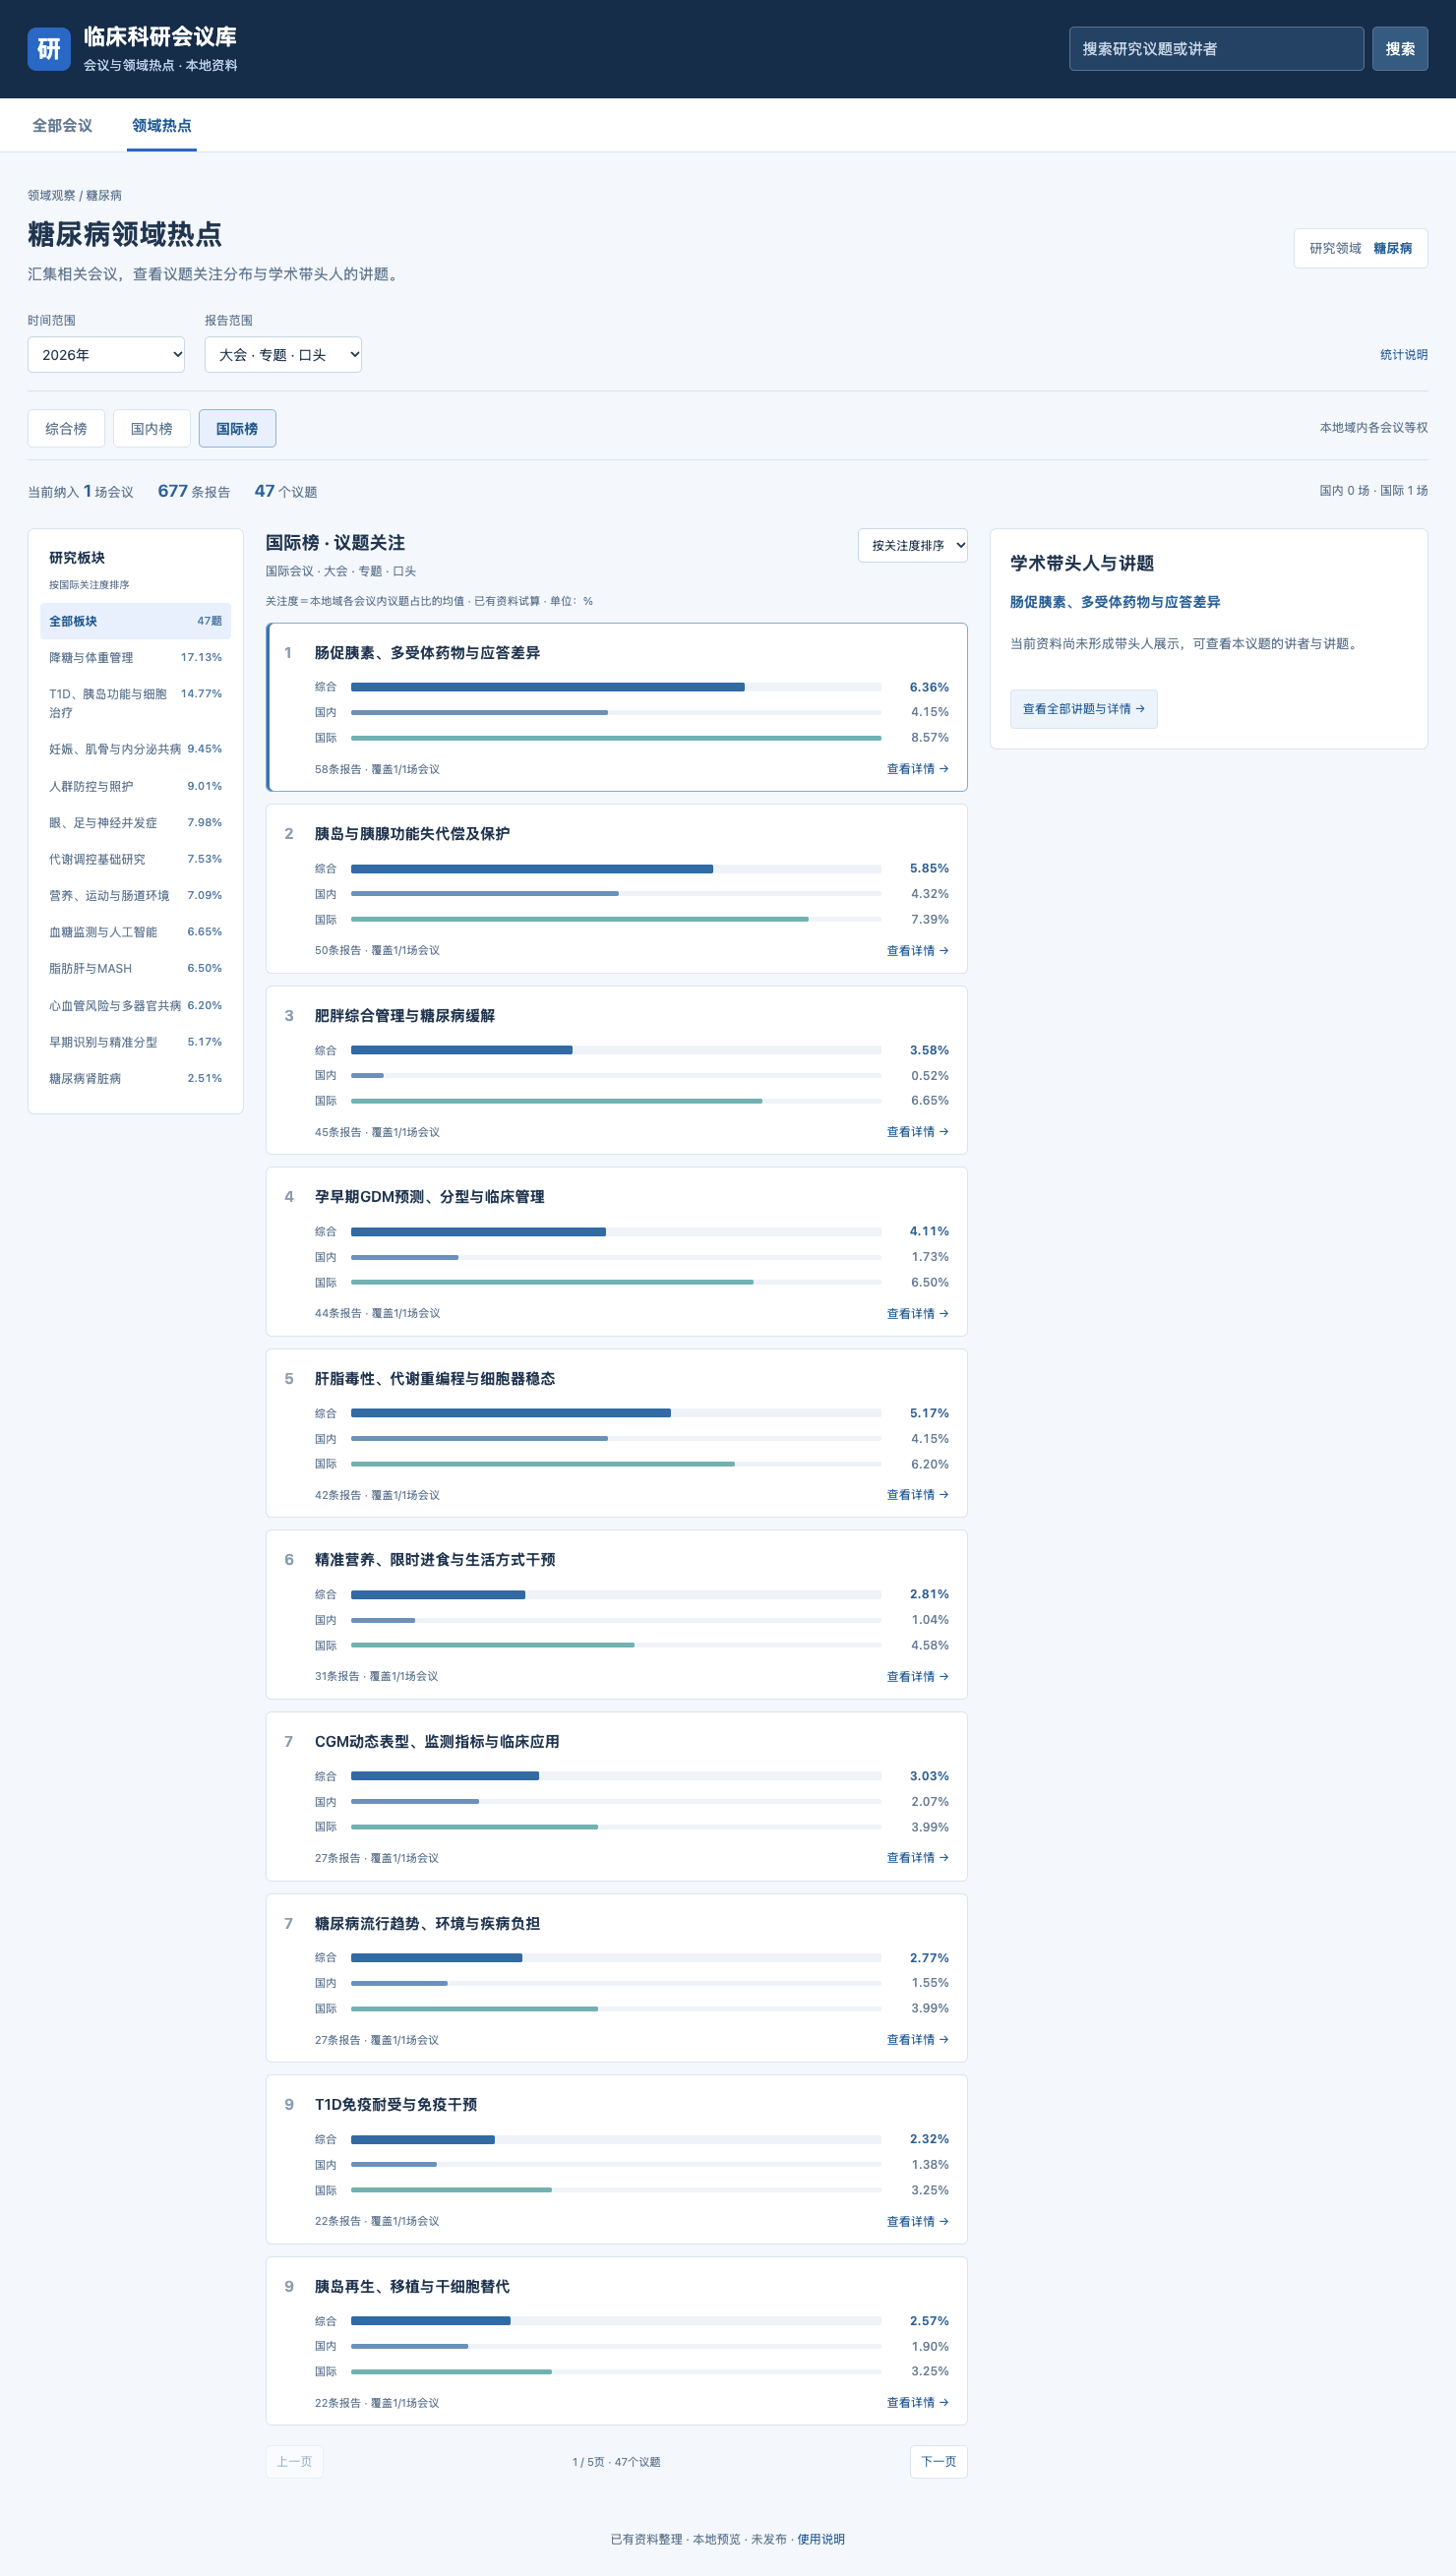 研
临床科研会议库
会议与领域热点 · 本地资料
搜索研究议题或讲者
搜索
全部会议
领域热点
领域观察 / 糖尿病
糖尿病领域热点
汇集相关会议，查看议题关注分布与学术带头人的讲题。
研究领域 糖尿病
时间范围
报告范围
2026年
大会 · 专题 · 口头
统计说明
综合榜
国内榜
国际榜
本地域内各会议等权
当前纳入 1 场会议
677 条报告
47 个议题
国内 0 场 · 国际 1 场
研究板块
按国际关注度排序
全部板块 47题
降糖与体重管理 17.13%
T1D、胰岛功能与细胞治疗 14.77%
妊娠、肌骨与内分泌共病 9.45%
人群防控与照护 9.01%
眼、足与神经并发症 7.98%
代谢调控基础研究 7.53%
营养、运动与肠道环境 7.09%
血糖监测与人工智能 6.65%
脂肪肝与MASH 6.50%
心血管风险与多器官共病 6.20%
早期识别与精准分型 5.17%
糖尿病肾脏病 2.51%
国际榜 · 议题关注
按关注度排序
国际会议 · 大会 · 专题 · 口头
关注度＝本地域各会议内议题占比的均值 · 已有资料试算 · 单位：%
1 肠促胰素、多受体药物与应答差异
综合 6.36%
国内 4.15%
国际 8.57%
58条报告 · 覆盖1/1场会议 查看详情 →
2 胰岛与胰腺功能失代偿及保护
综合 5.85%
国内 4.32%
国际 7.39%
50条报告 · 覆盖1/1场会议 查看详情 →
3 肥胖综合管理与糖尿病缓解
综合 3.58%
国内 0.52%
国际 6.65%
45条报告 · 覆盖1/1场会议 查看详情 →
4 孕早期GDM预测、分型与临床管理
综合 4.11%
国内 1.73%
国际 6.50%
44条报告 · 覆盖1/1场会议 查看详情 →
5 肝脂毒性、代谢重编程与细胞器稳态
综合 5.17%
国内 4.15%
国际 6.20%
42条报告 · 覆盖1/1场会议 查看详情 →
6 精准营养、限时进食与生活方式干预
综合 2.81%
国内 1.04%
国际 4.58%
31条报告 · 覆盖1/1场会议 查看详情 →
7 CGM动态表型、监测指标与临床应用
综合 3.03%
国内 2.07%
国际 3.99%
27条报告 · 覆盖1/1场会议 查看详情 →
7 糖尿病流行趋势、环境与疾病负担
综合 2.77%
国内 1.55%
国际 3.99%
27条报告 · 覆盖1/1场会议 查看详情 →
9 T1D免疫耐受与免疫干预
综合 2.32%
国内 1.38%
国际 3.25%
22条报告 · 覆盖1/1场会议 查看详情 →
9 胰岛再生、移植与干细胞替代
综合 2.57%
国内 1.90%
国际 3.25%
22条报告 · 覆盖1/1场会议 查看详情 →
上一页
1 / 5页 · 47个议题
下一页
学术带头人与讲题
肠促胰素、多受体药物与应答差异
当前资料尚未形成带头人展示，可查看本议题的讲者与讲题。
查看全部讲题与详情 →
已有资料整理 · 本地预览 · 未发布 · 使用说明